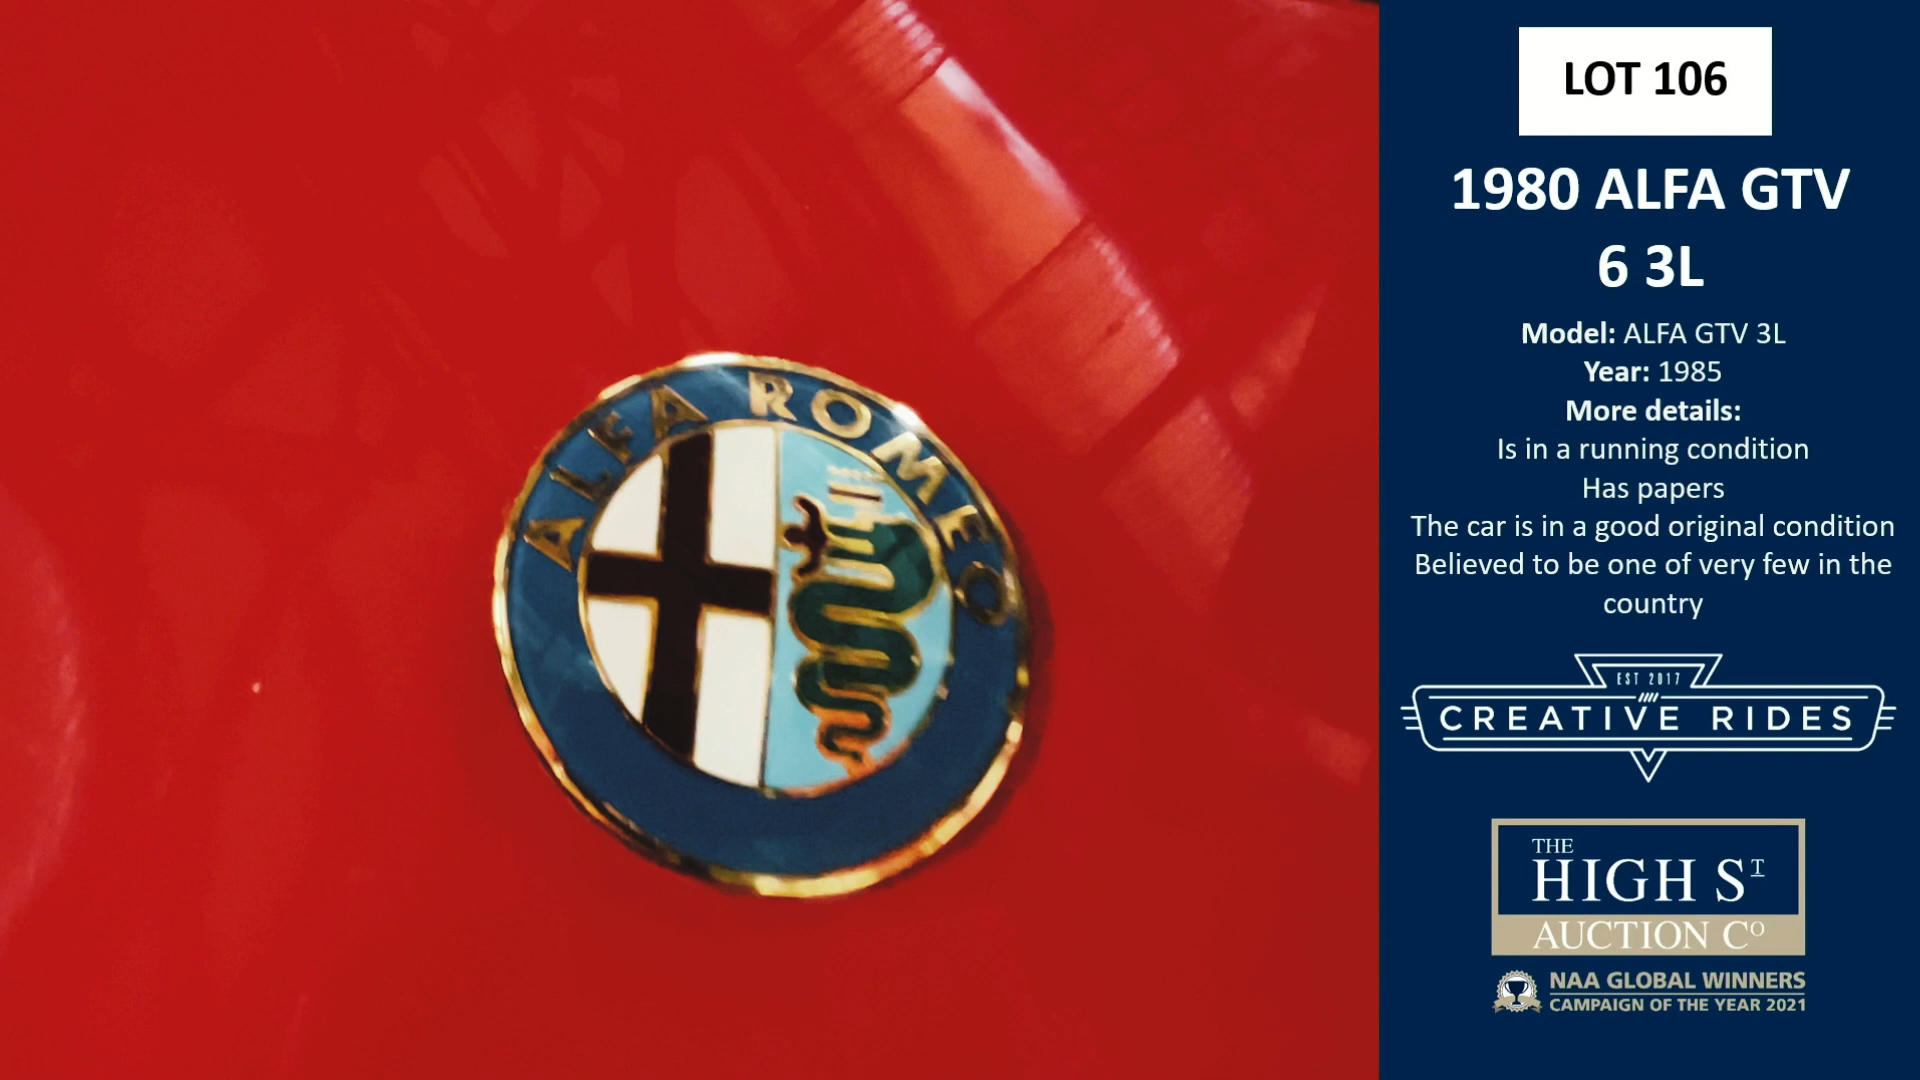 ALFA ROMEO
LOT 106
1980 ALFA GTV
6 3L
Model: ALFA GTV 3L
Year: 1985
More details:
Is in a running condition
Has papers
The car is in a good original condition
Believed to be one of very few in the
country
EST 2017
CREATIVE RIDES
THE
HIGH ST
AUCTION CO
NAA GLOBAL WINNERS
CAMPAIGN OF THE YEAR 2021